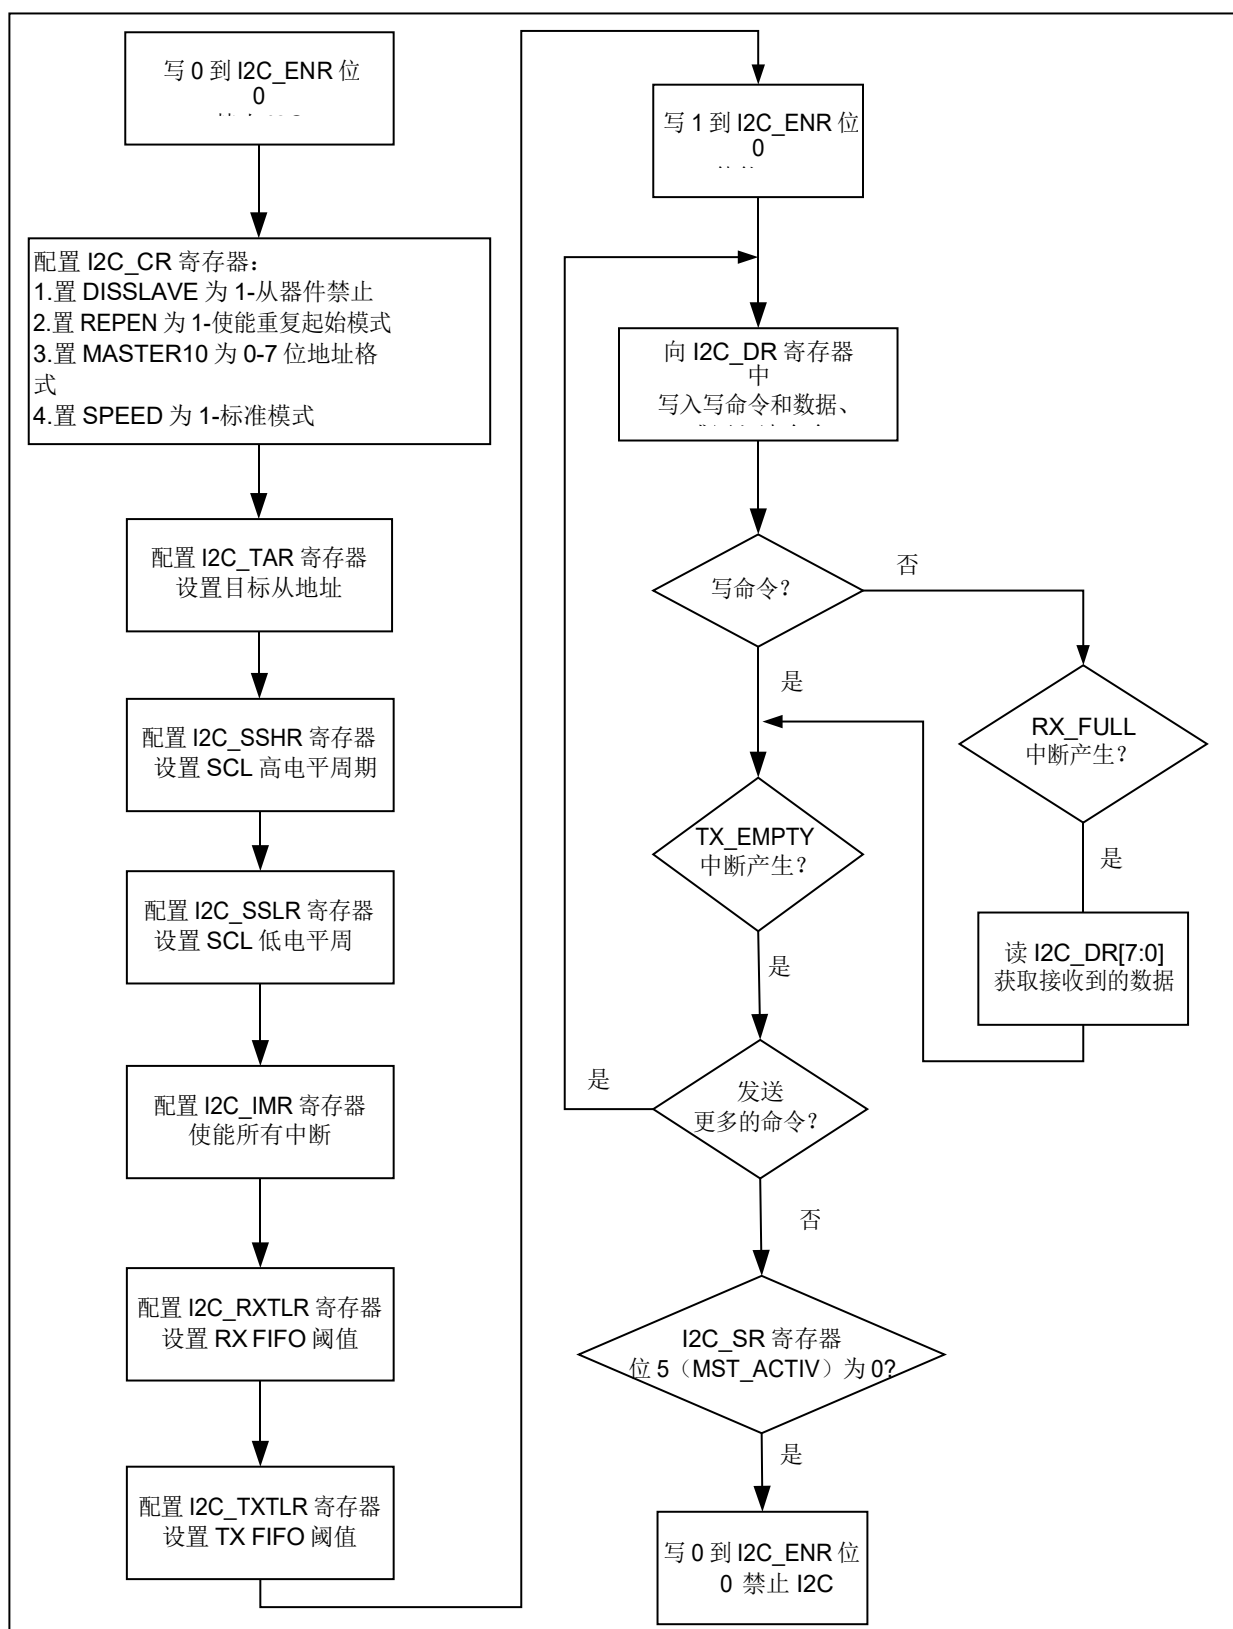 写 0 到 I2C_ENR 位
0
配置 I2C_CR 寄存器：
1.置 DISSLAVE 为 1-从器件禁止
2.置 REPEN 为 1-使能重复起始模式
3.置 MASTER10 为 0-7 位地址格
式
4.置 SPEED 为 1-标准模式
配置 I2C_TAR 寄存器
设置目标从地址
配置 I2C_SSHR 寄存器
设置 SCL 高电平周期
配置 I2C_SSLR 寄存器
设置 SCL 低电平周
配置 I2C_IMR 寄存器
使能所有中断
配置 I2C_RXTLR 寄存器
设置 RX FIFO 阈值
配置 I2C_TXTLR 寄存器
设置 TX FIFO 阈值
写 1 到 I2C_ENR 位
0
向 I2C_DR 寄存器
中
写入写命令和数据、
写命令？
否
是
RX_FULL
中断产生？
是
读 I2C_DR[7:0]
获取接收到的数据
TX_EMPTY
中断产生？
是
发送
更多的命令？
是
否
I2C_SR 寄存器
位 5（MST_ACTIV）为 0?
是
写 0 到 I2C_ENR 位
0 禁止 I2C